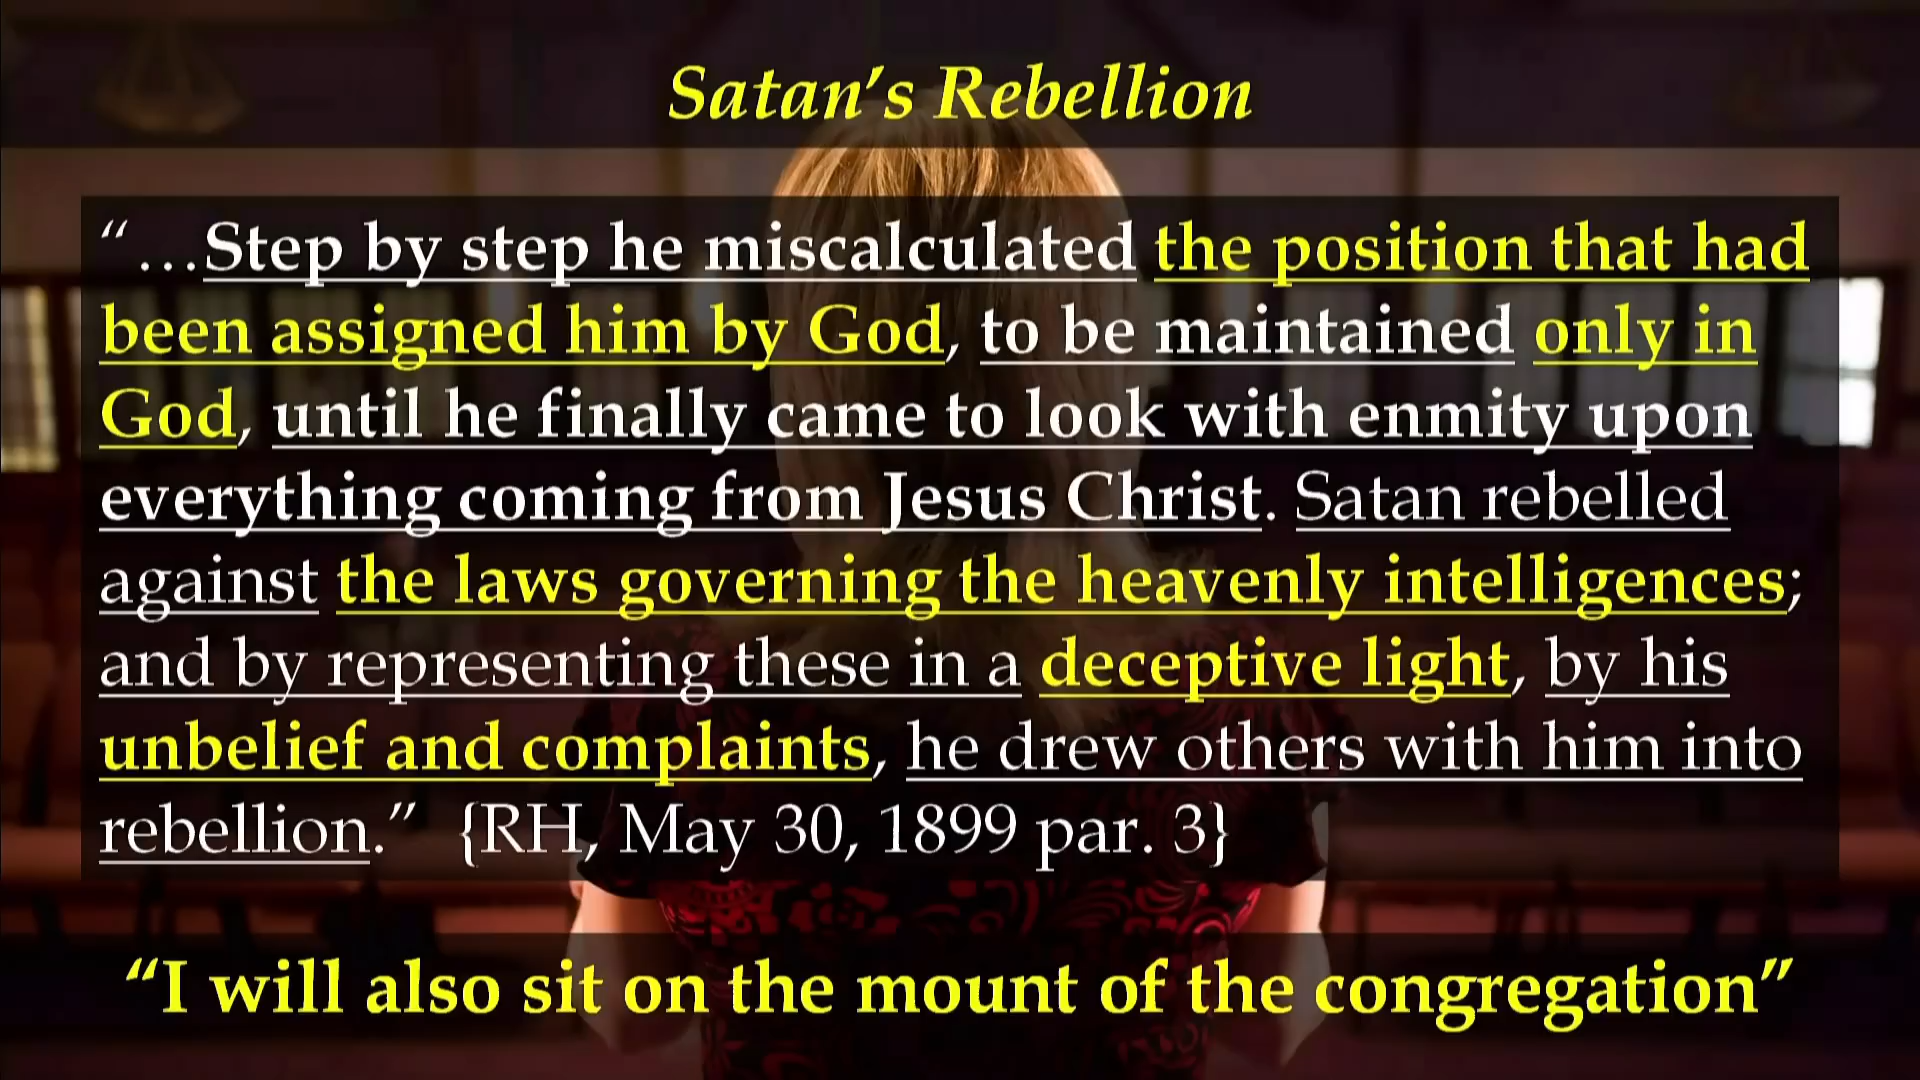 Satan’s Rebellion
“…Step by step he miscalculated the position that had
been assigned him by God, to be maintained only in
God, until he finally came to look with enmity upon
everything coming from Jesus Christ. Satan rebelled
against the laws governing the heavenly intelligences;
and by representing these in a deceptive light, by his
unbelief and complaints, he drew others with him into
rebellion.” {RH, May 30, 1899 par. 3}
“I will also sit on the mount of the congregation”